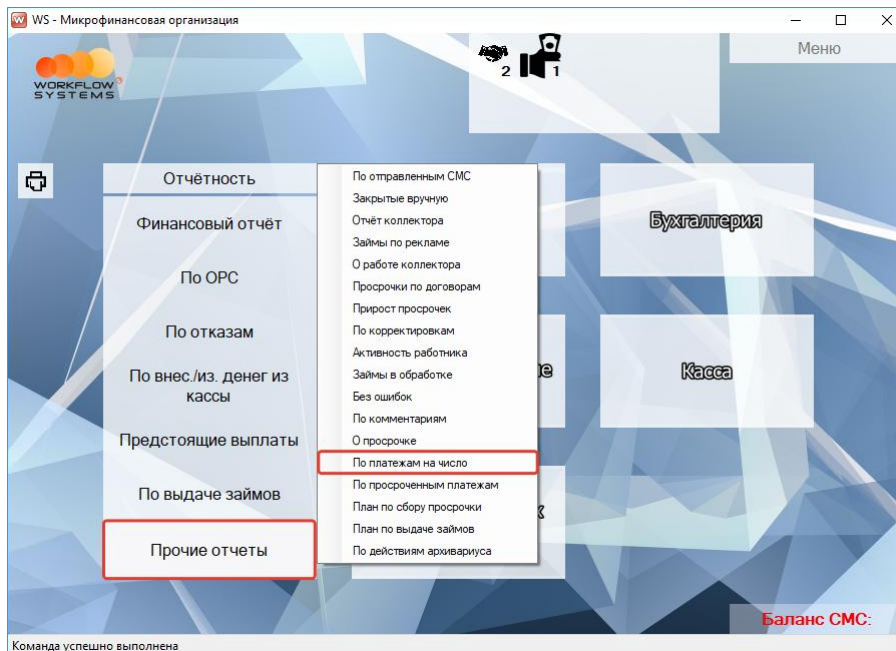 WS - Микрофинансовая организация
Меню
2
1
WORKFLOW
SYSTEMS
Отчётность
Финансовый отчёт
По ОРС
По отказам
По внес./из. денег из
кассы
Предстоящие выплаты
По выдаче займов
Прочие отчеты
По отправленным СМС
Закрытые вручную
Отчёт коллектора
Займы по рекламе
О работе коллектора
Просрочки по договорам
Прирост просрочек
По корректировкам
Активность работника
Займы в обработке
Без ошибок
По комментариям
О просрочке
По платежам на число
По просроченным платежам
План по сбору просрочки
План по выдаче займов
По действиям архивариуса
Бухгалтерия
Касса
Баланс СМС:
Команда успешно выполнена